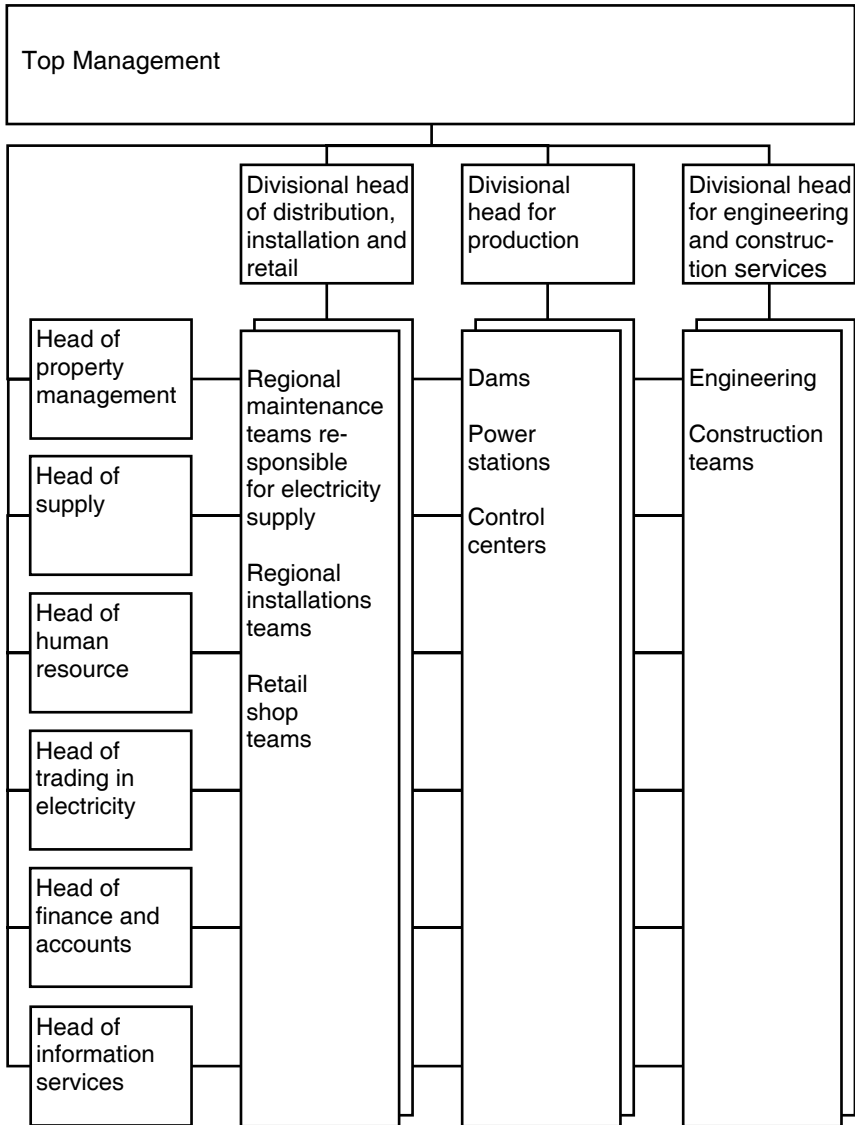 Top Management
Divisional head
of distribution,
installation and
retail
Divisional
head for
production
Divisional head
for engineering
and construc-
tion services
Head of
property
management
Head of
supply
Head of
human
resource
Head of
trading in
electricity
Head of
finance and
accounts
Head of
information
services
Regional
maintenance
teams re-
sponsible
for electricity
supply
Regional
installations
teams
Retail
shop
teams
Dams
Power
stations
Control
centers
Engineering
Construction
teams